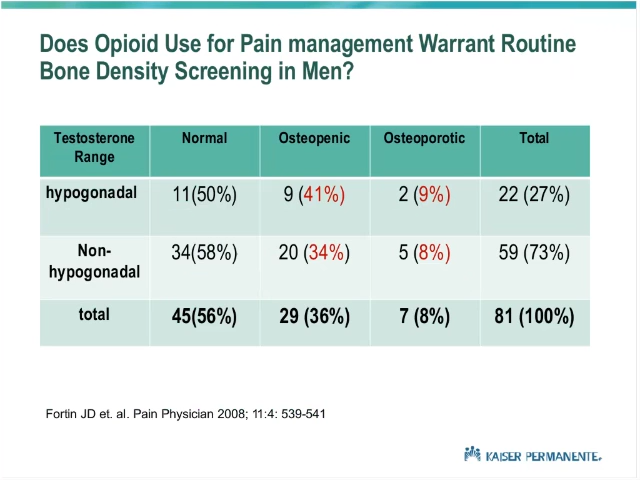 Does Opioid Use for Pain management Warrant Routine
Bone Density Screening in Men?
Testosterone Range Normal Osteopenic Osteoporotic Total
hypogonadal 11(50%) 9 (41%) 2 (9%) 22 (27%)
Non-hypogonadal 34(58%) 20 (34%) 5 (8%) 59 (73%)
total 45(56%) 29 (36%) 7 (8%) 81 (100%)
Fortin JD et. al. Pain Physician 2008; 11:4: 539-541
KAISER PERMANENTE.